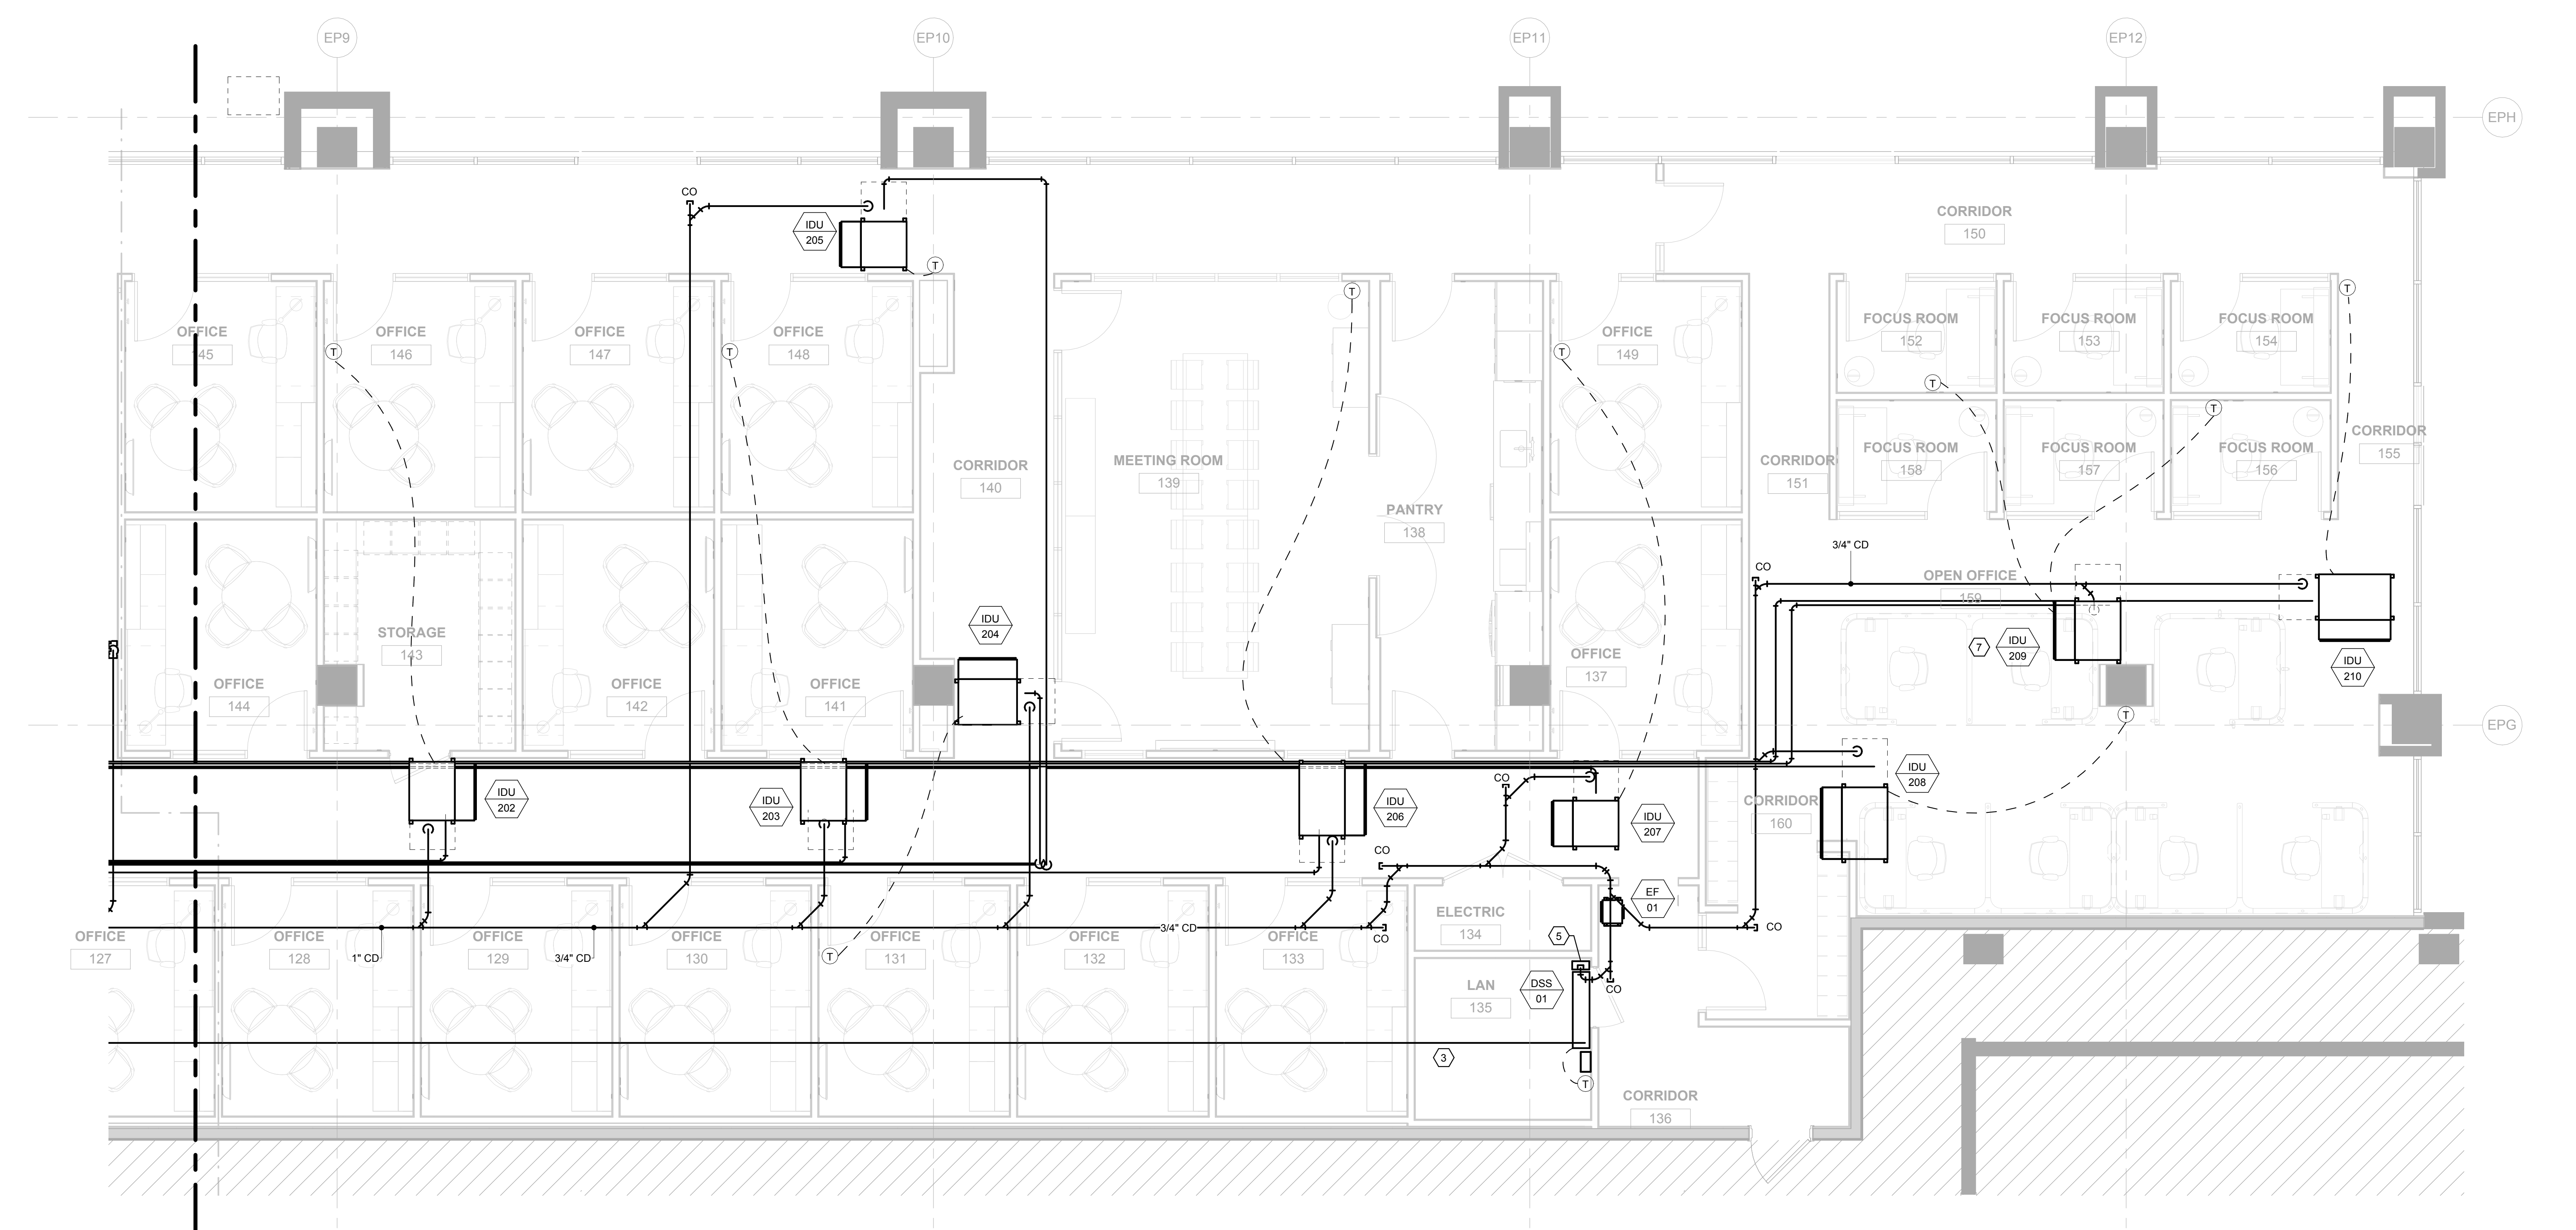 EP9
EP10
EP11
EP12
EPH
CO
IDU
205
T
CORRIDOR
150
T
T
OFFICE
145
OFFICE
146
OFFICE
147
OFFICE
148
OFFICE
149
FOCUS ROOM
152
FOCUS ROOM
153
FOCUS ROOM
154
T
T
T
T
T
CORRIDOR
155
CORRIDOR
140
MEETING ROOM
139
CORRIDOR
151
FOCUS ROOM
158
FOCUS ROOM
157
FOCUS ROOM
156
PANTRY
138
3/4" CD
CO
OPEN OFFICE
159
IDU
204
STORAGE
143
7
IDU
209
IDU
210
OFFICE
144
OFFICE
142
OFFICE
141
OFFICE
137
T
EPG
IDU
202
IDU
203
IDU
206
CO
IDU
207
IDU
208
CORRIDOR
160
CO
EF
01
ELECTRIC
134
3/4" CD
CO
CO
5
OFFICE
127
OFFICE
128
OFFICE
129
OFFICE
130
OFFICE
131
OFFICE
132
OFFICE
133
1" CD
3/4" CD
T
LAN
135
DSS
01
CO
3
T
CORRIDOR
136